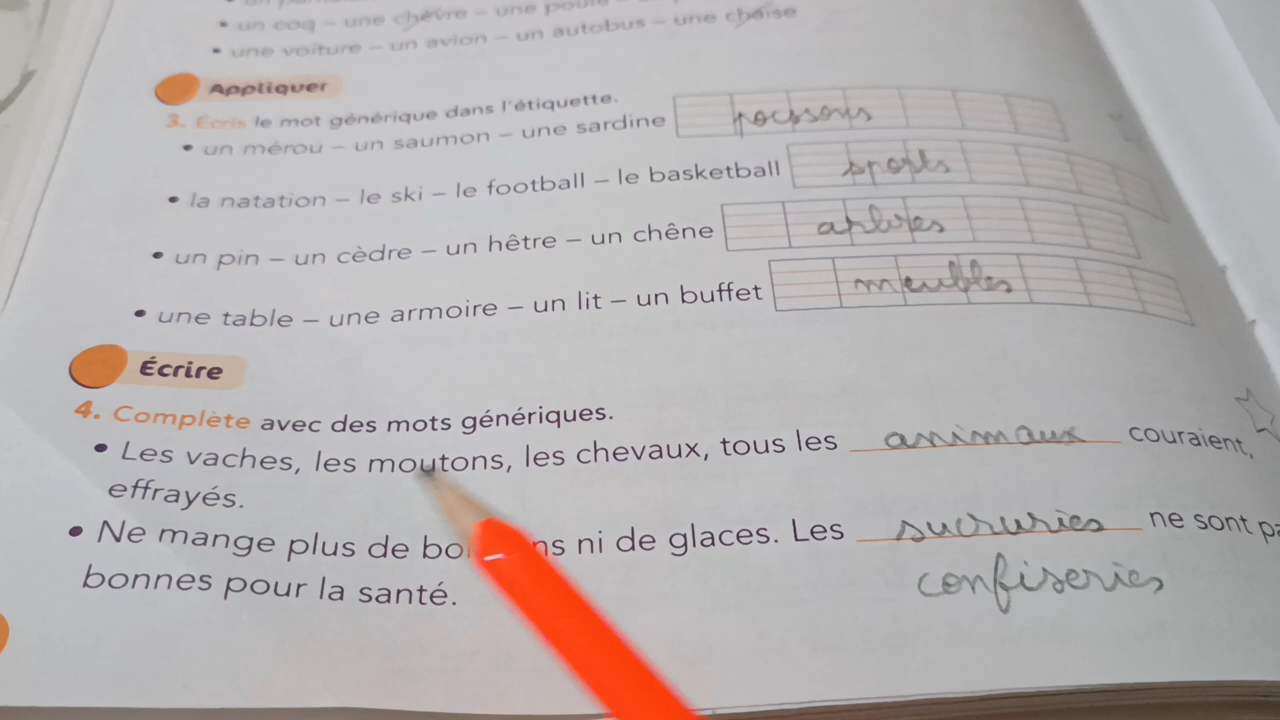 • un coq – une chèvre – une poule –
• une voiture – un avion – un autobus – une chaise
Appliquer
3. Écris le mot générique dans l'étiquette.
• un mérou – un saumon – une sardine poissons
• la natation – le ski – le football – le basketball sports
• un pin – un cèdre – un hêtre – un chêne arbres
• une table – une armoire – un lit – un buffet meubles
Écrire
4. Complète avec des mots génériques.
• Les vaches, les moutons, les chevaux, tous les animaux couraient,
effrayés.
• Ne mange plus de ni de glaces. Les sucruries ne sont
confiseries
bonnes pour la santé.